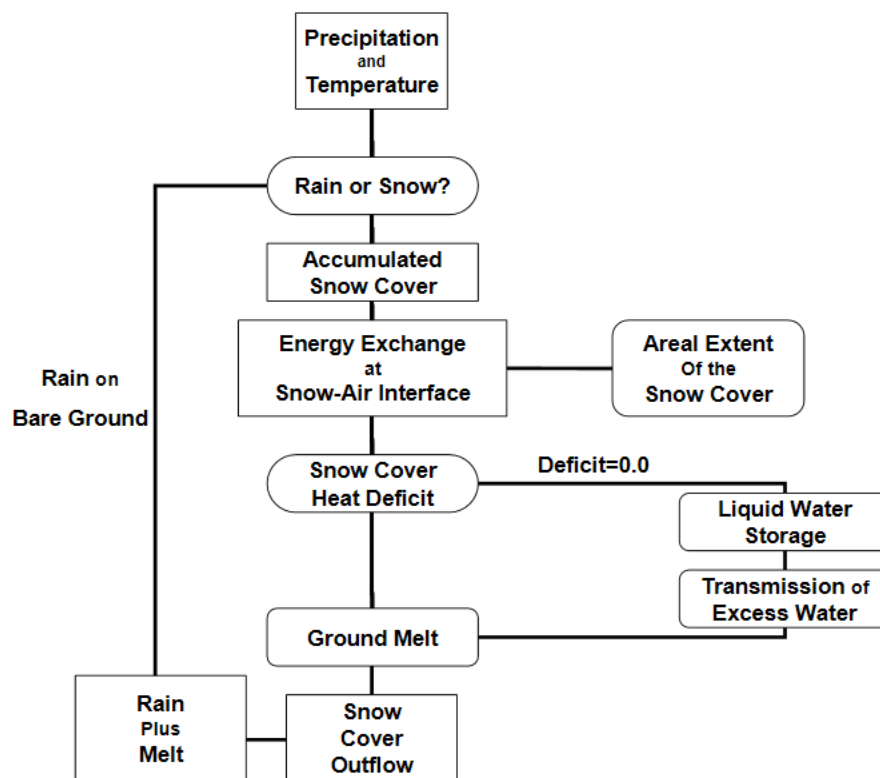 Precipitation
and
Temperature
Rain or Snow?
Accumulated
Snow Cover
Energy Exchange
at
Snow-Air Interface
Areal Extent
Of the
Snow Cover
Rain on
Bare Ground
Snow Cover
Heat Deficit
Deficit=0.0
Liquid Water
Storage
Transmission of
Excess Water
Ground Melt
Rain
Plus
Melt
Snow
Cover
Outflow